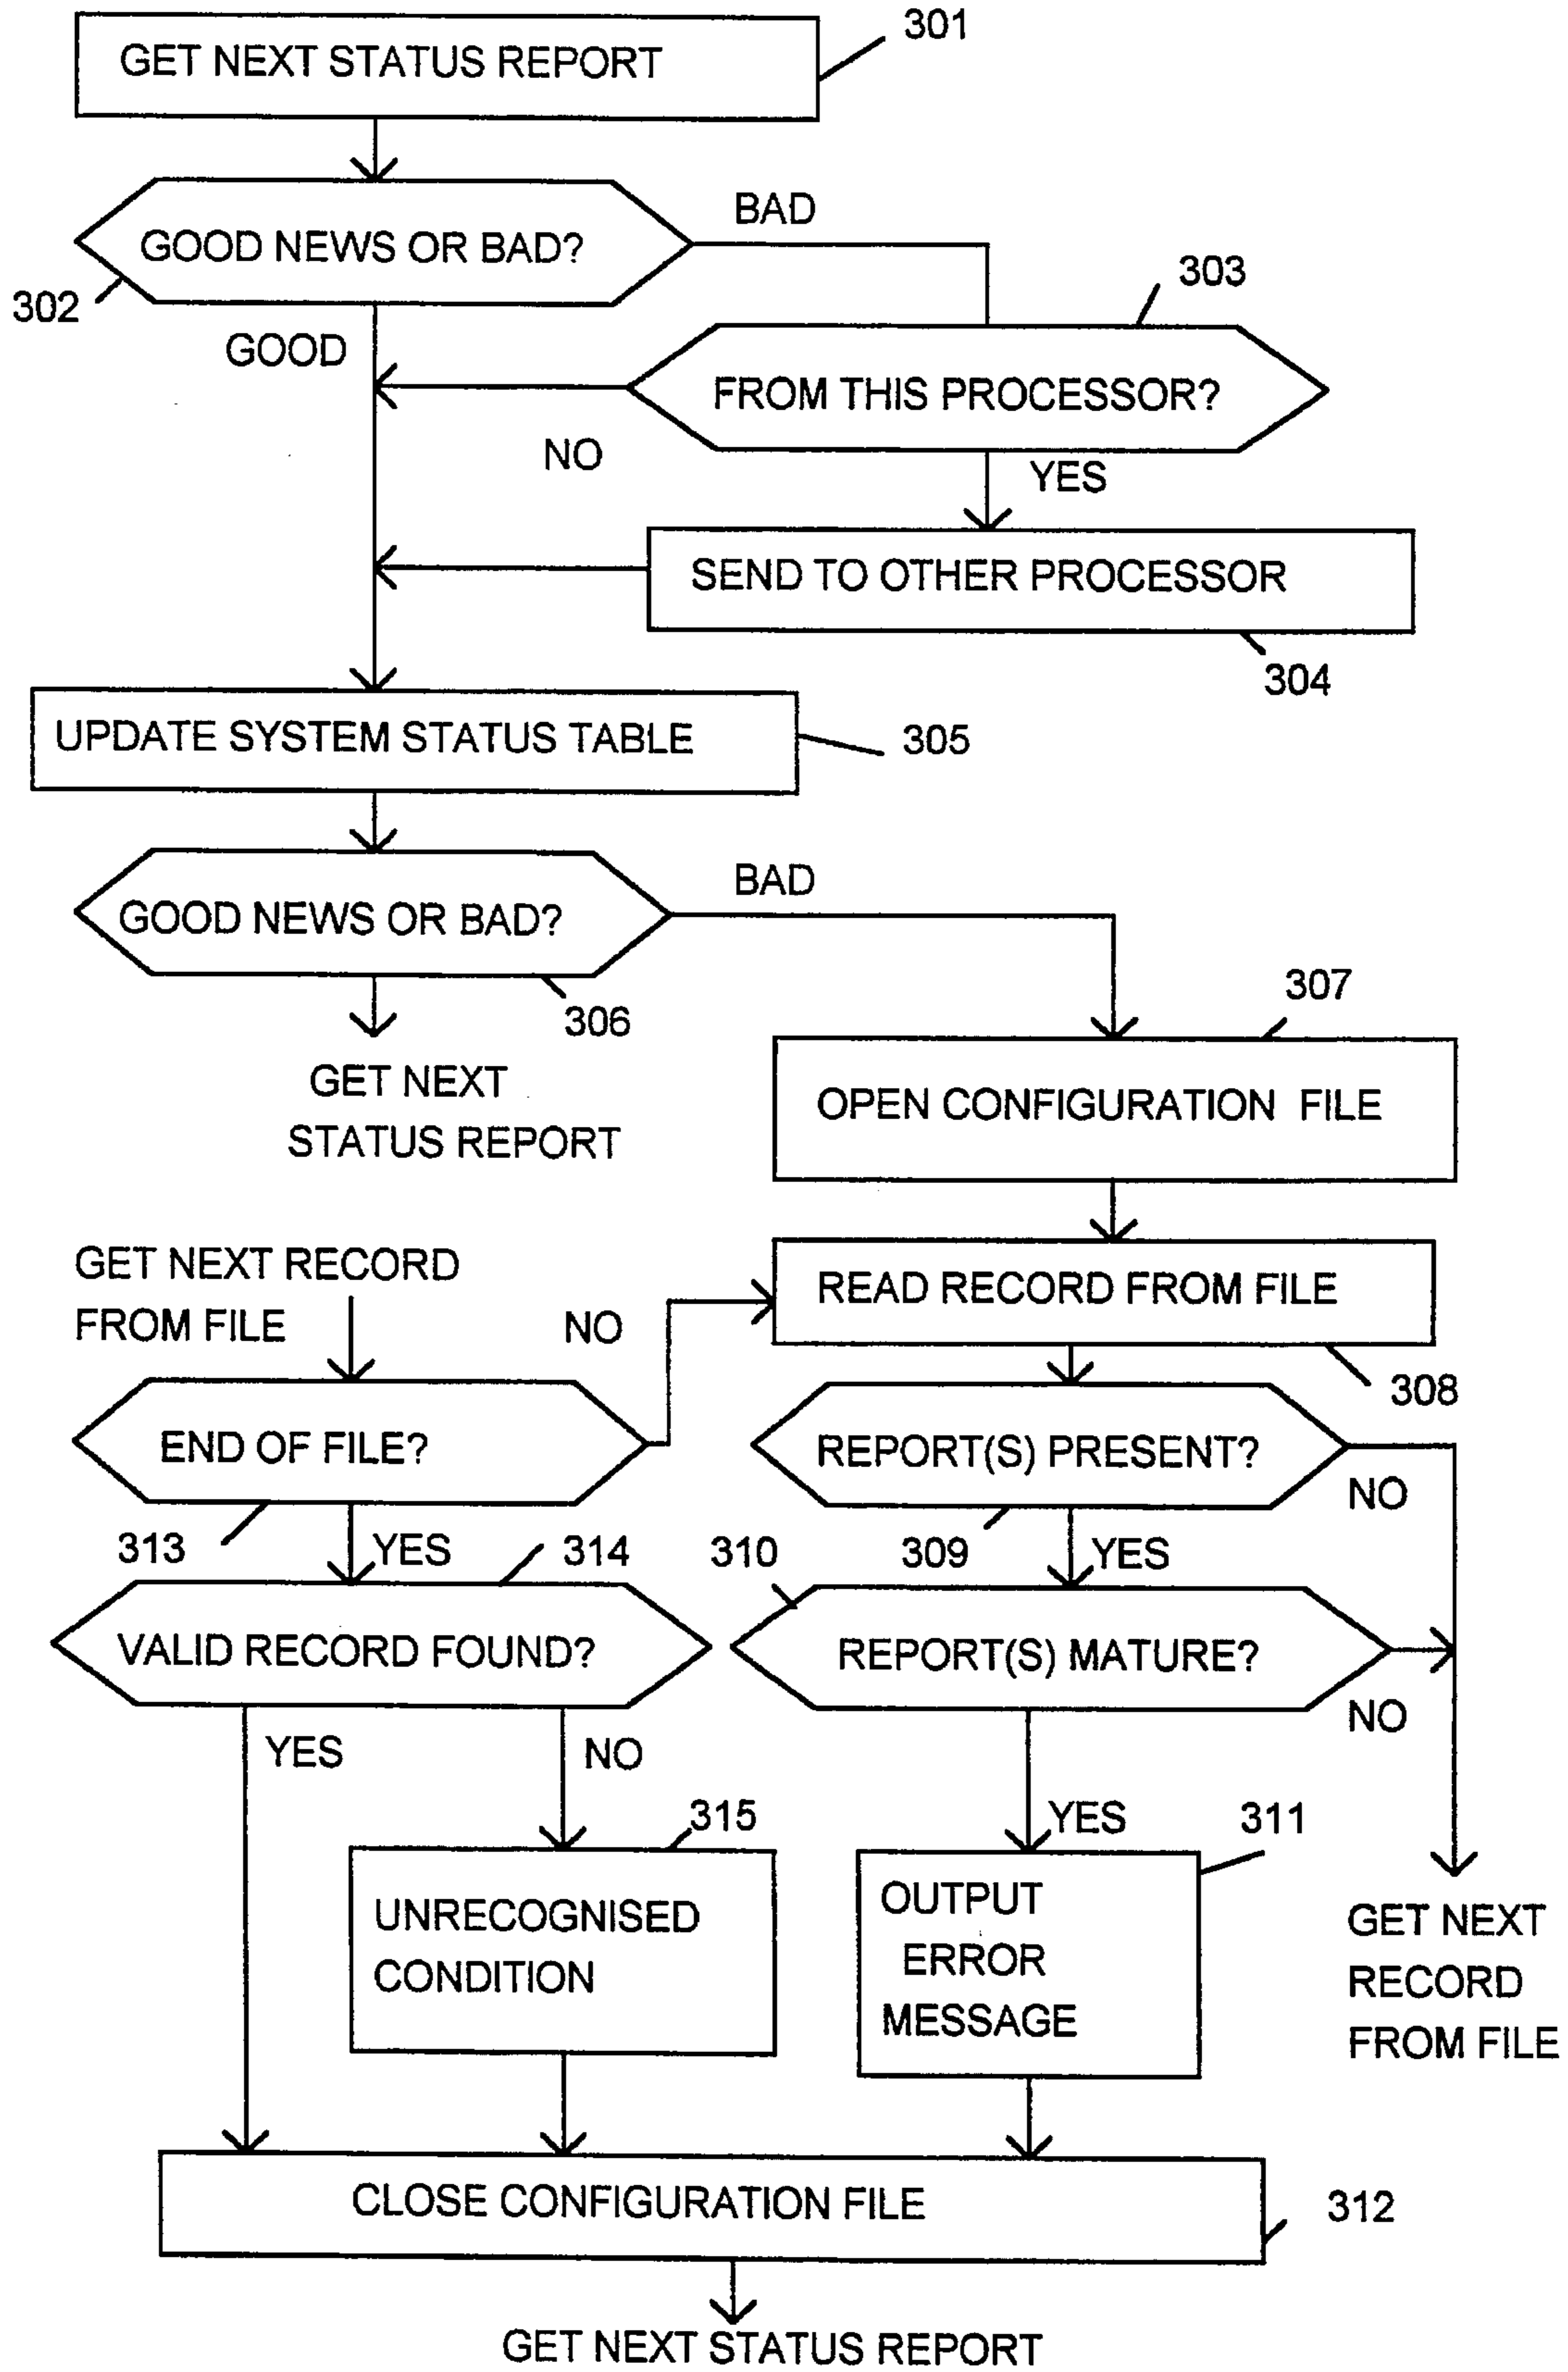 301
GET NEXT STATUS REPORT
BAD
GOOD NEWS OR BAD?
303
302
GOOD
FROM THIS PROCESSOR?
NO
YES
SEND TO OTHER PROCESSOR
304
UPDATE SYSTEM STATUS TABLE
305
BAD
GOOD NEWS OR BAD?
307
306
GET NEXT
STATUS REPORT
OPEN CONFIGURATION FILE
GET NEXT RECORD
FROM FILE
NO
READ RECORD FROM FILE
308
END OF FILE?
REPORT(S) PRESENT?
NO
313
YES
314
310
309
YES
VALID RECORD FOUND?
REPORT(S) MATURE?
NO
YES
NO
315
YES
311
UNRECOGNISED
CONDITION
OUTPUT
ERROR
MESSAGE
GET NEXT
RECORD
FROM FILE
CLOSE CONFIGURATION FILE
312
GET NEXT STATUS REPORT